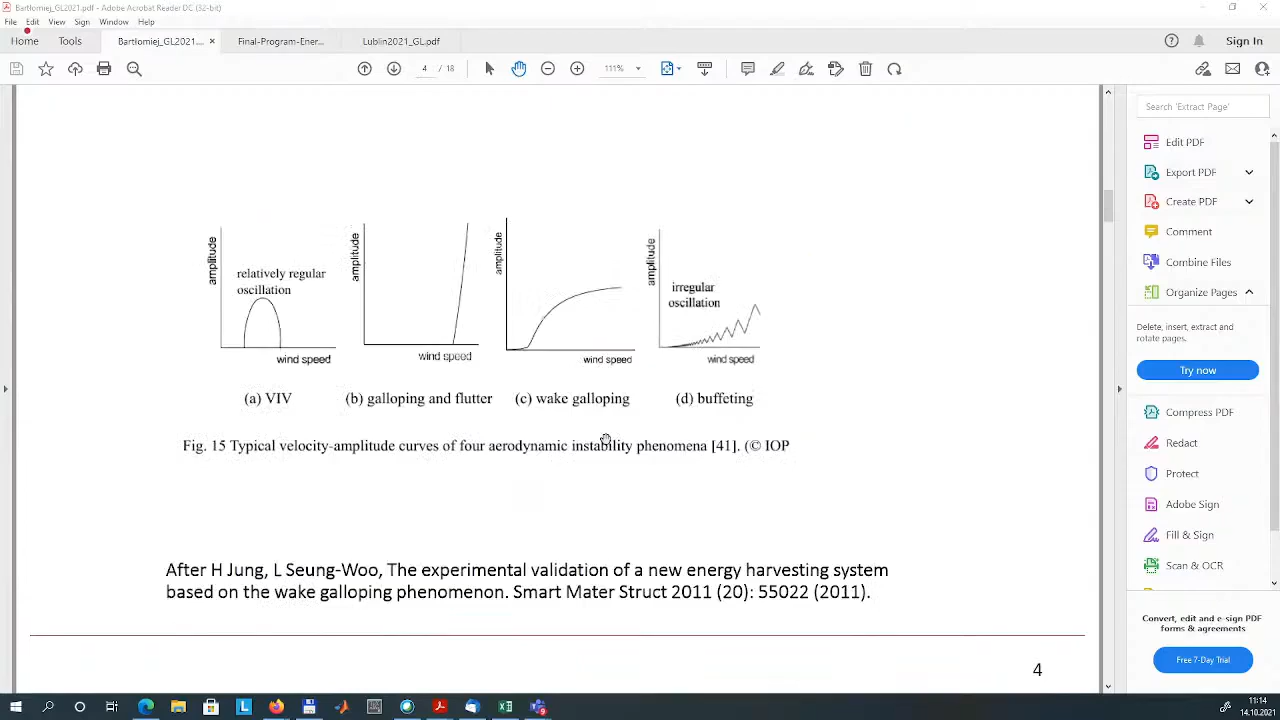 Bartlomiej_GL2021.pdf - Adobe Acrobat Reader DC (32-bit)
File Edit View Sign Window Help
Home Tools Bartlomiej_GL2021.... × Final-Program-Ener... Lublin2021_GL.pdf Sign In
4 / 18 111%
Search 'Extract Page'
Edit PDF
Export PDF
Create PDF
Comment
Combine Files
Organize Pages
Delete, insert, extract and
rotate pages.
Try now
Compress PDF
Redact
Protect
Adobe Sign
Fill & Sign
Scan & OCR
Convert, edit and e-sign PDF
forms & agreements
Free 7-Day Trial
amplitude
relatively regular
oscillation
wind speed
amplitude
wind speed
amplitude
wind speed
amplitude
irregular
oscillation
wind speed
(a) VIV (b) galloping and flutter (c) wake galloping (d) buffeting
Fig. 15 Typical velocity-amplitude curves of four aerodynamic instability phenomena [41]. (© IOP
After H Jung, L Seung-Woo, The experimental validation of a new energy harvesting system
based on the wake galloping phenomenon. Smart Mater Struct 2011 (20): 55022 (2011).
4
11:14
14.10.2021